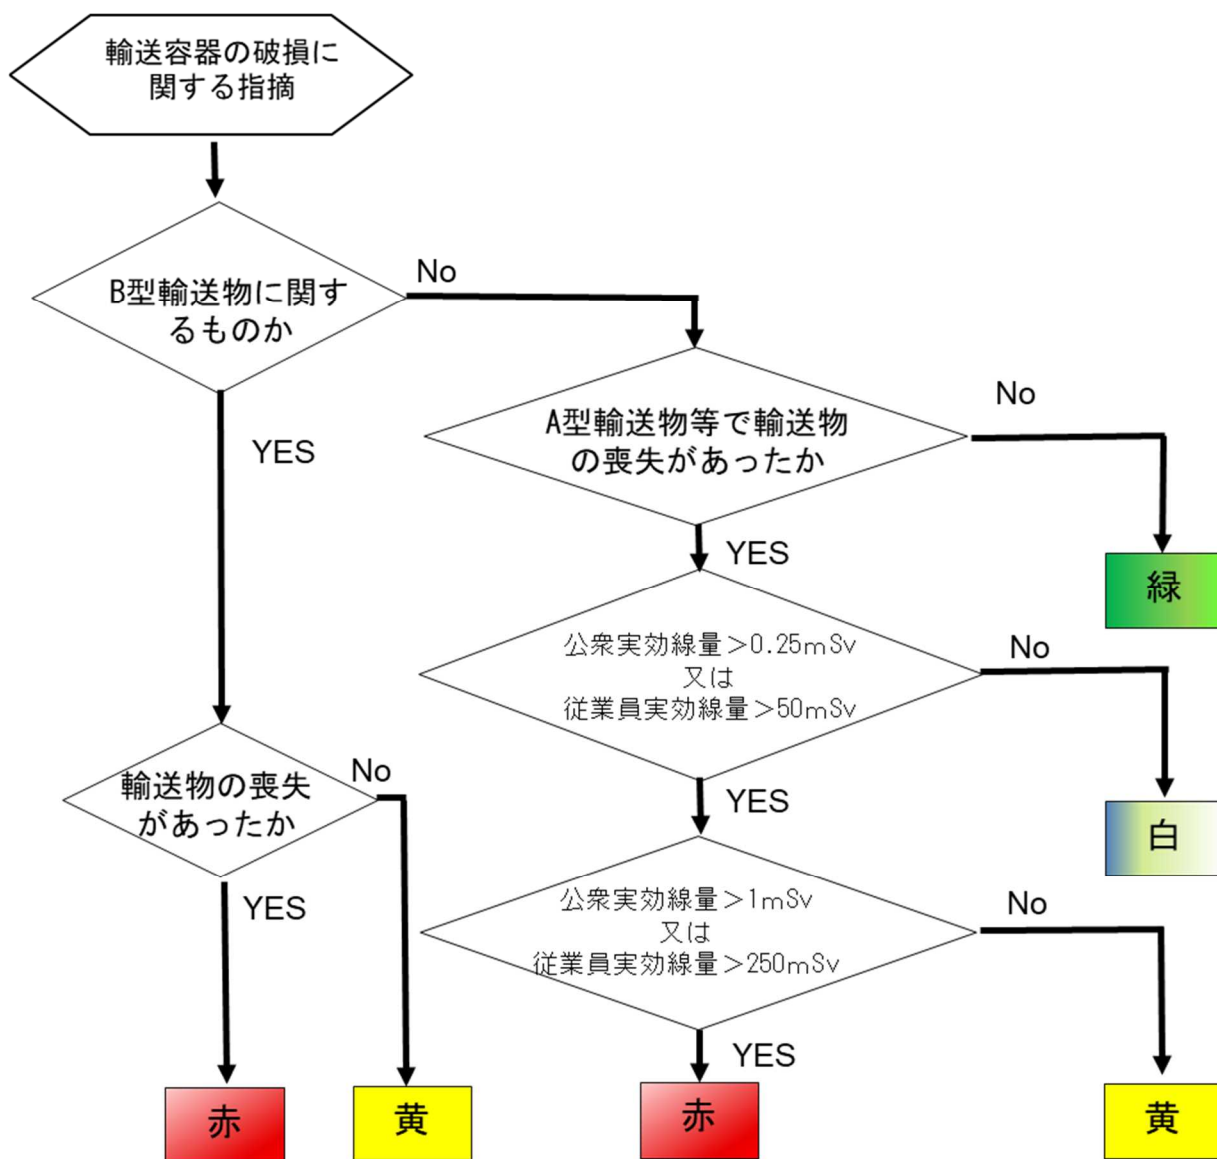 輸送容器の破損に
関する指摘
B型輸送物に関す
るものか
No
YES
A型輸送物等で輸送物
の喪失があったか
No
YES
緑
公衆実効線量>0.25mSv
又は
従業員実効線量>50mSv
No
YES
白
輸送物の喪失
があったか
No
YES
公衆実効線量>1mSv
又は
従業員実効線量>250mSv
No
YES
赤
黄
赤
黄